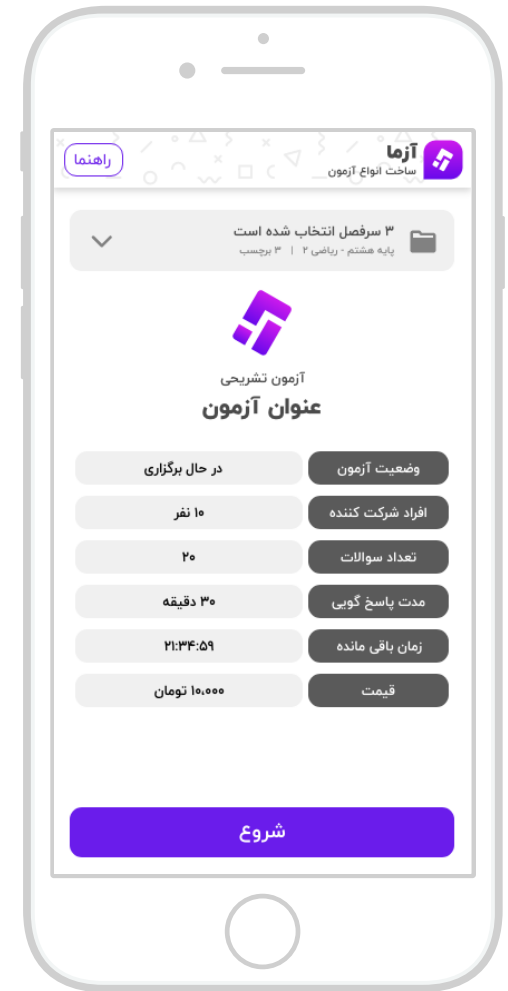 آزما
ساخت انواع آزمون
راهنما
۳ سرفصل انتخاب شده است
پایه هشتم - ریاضی ۲ | ۳ برچسب
آزمون تشریحی
عنوان آزمون
وضعیت آزمون در حال برگزاری
افراد شرکت کننده ۱۰ نفر
تعداد سوالات ۲۰
مدت پاسخ گویی ۳۰ دقیقه
زمان باقی مانده ۲۱:۳۴:۵۹
قیمت ۱۰،۰۰۰ تومان
شروع